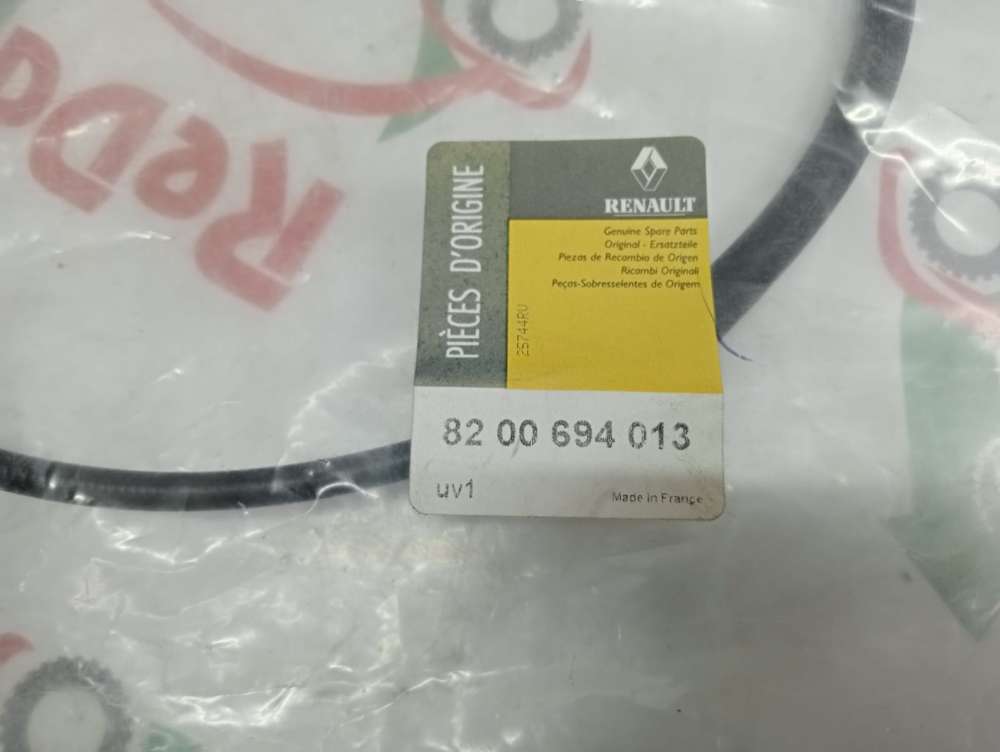 PIÈCES D'ORIGINE
RENAULT
Genuine Spare Parts
Original - Ersatzteile
Piezas de Recambio de Origen
Ricambi Originali
Peças-Sobresselentes de Origem
25744RU
82 00 694 013
uv1
Made in France